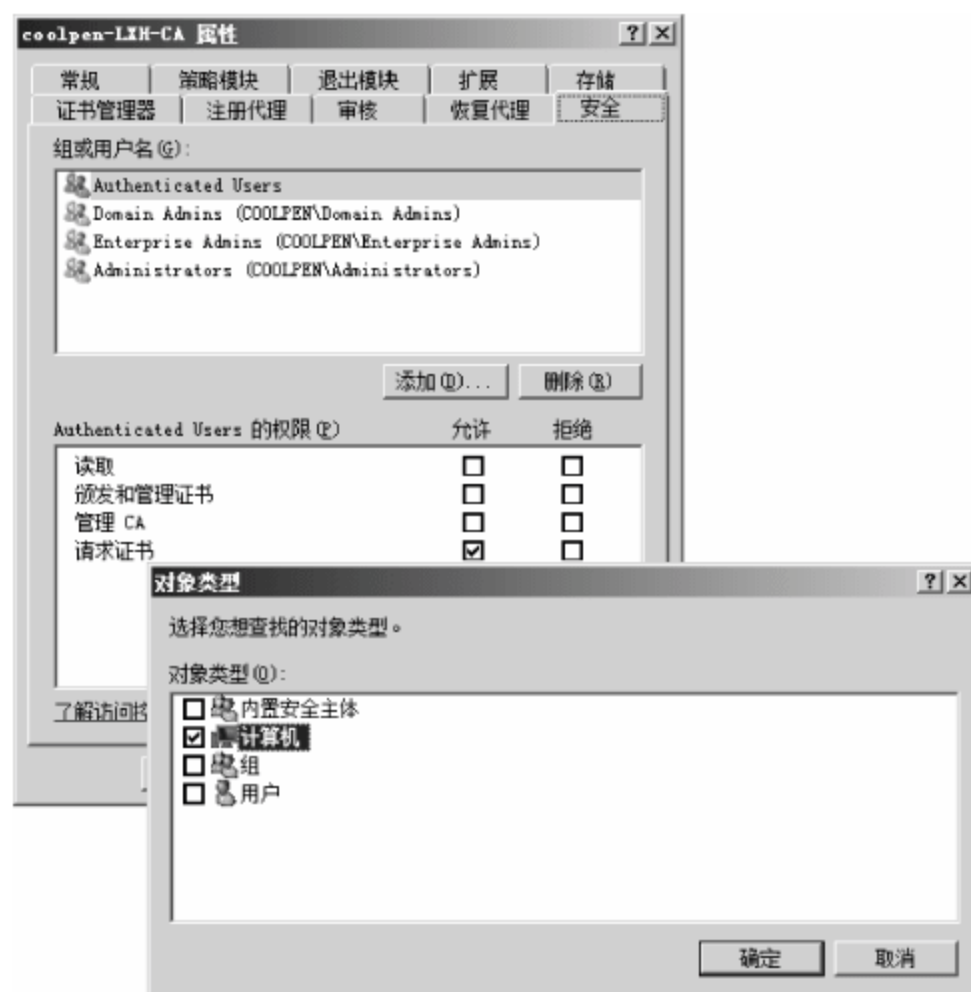 coolpen-LXH-CA 属性
常规 策略模块 退出模块 扩展 存储
证书管理器 注册代理 审核 恢复代理 安全
组或用户名(G):
Authenticated Users
Domain Admins (COOLPEN\Domain Admins)
Enterprise Admins (COOLPEN\Enterprise Admins)
Administrators (COOLPEN\Administrators)
添加(D)... 删除(R)
Authenticated Users 的权限(P) 允许 拒绝
读取
颁发和管理证书
管理 CA
请求证书
了解访问控
对象类型
选择您想查找的对象类型。
对象类型(O):
内置安全主体
计算机
组
用户
确定 取消